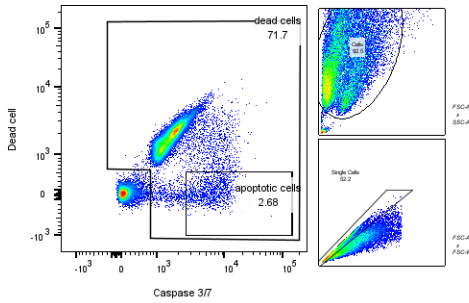 dead cells
71.7
apoptotic cells
2.68
Dead cell
10^5
10^4
10^3
0
-10^3
-10^3
0
10^3
10^4
10^5
Caspase 3/7
Cells
92.5
FSC-A
x
SSC-A
Single Cells
52.2
FSC-A
x
FSC-W